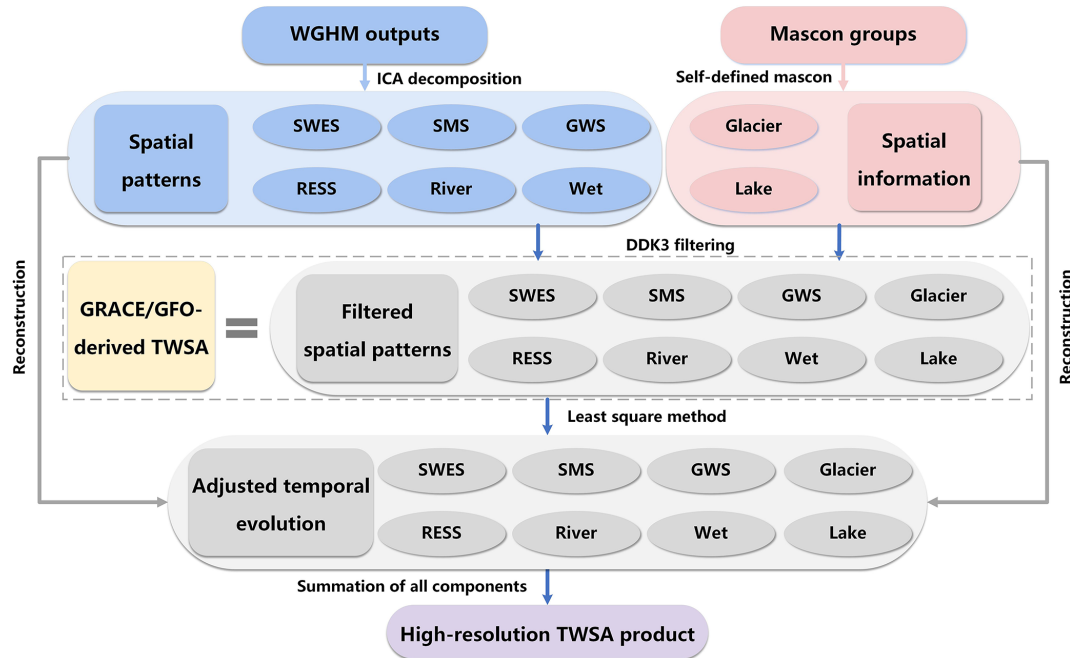 WGHM outputs
Mascon groups
ICA decomposition
Self-defined mascon
Spatial
patterns
SWES
SMS
GWS
RESS
River
Wet
Glacier
Lake
Spatial
information
DDK3 filtering
Reconstruction
Reconstruction
GRACE/GFO-
derived TWSA
=
Filtered
spatial patterns
SWES
SMS
GWS
Glacier
RESS
River
Wet
Lake
Least square method
Adjusted temporal
evolution
SWES
SMS
GWS
Glacier
RESS
River
Wet
Lake
Summation of all components
High-resolution TWSA product